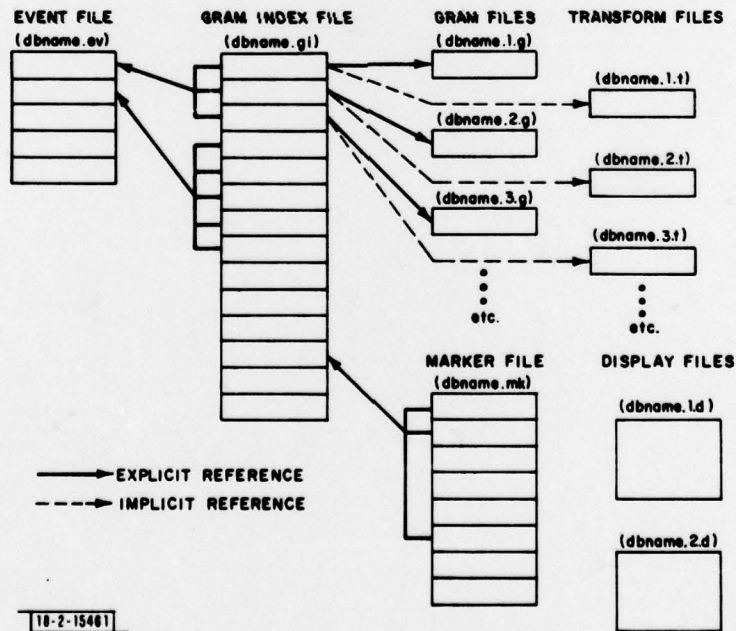 EVENT FILE
(dbname.ev)
GRAM INDEX FILE
(dbname.gi)
GRAM FILES
(dbname.1.g)
(dbname.2.g)
(dbname.3.g)
etc.
TRANSFORM FILES
(dbname.1.t)
(dbname.2.t)
(dbname.3.t)
etc.
MARKER FILE
(dbname.mk)
DISPLAY FILES
(dbname.1.d)
(dbname.2.d)
EXPLICIT REFERENCE
IMPLICIT REFERENCE
18-2-15461